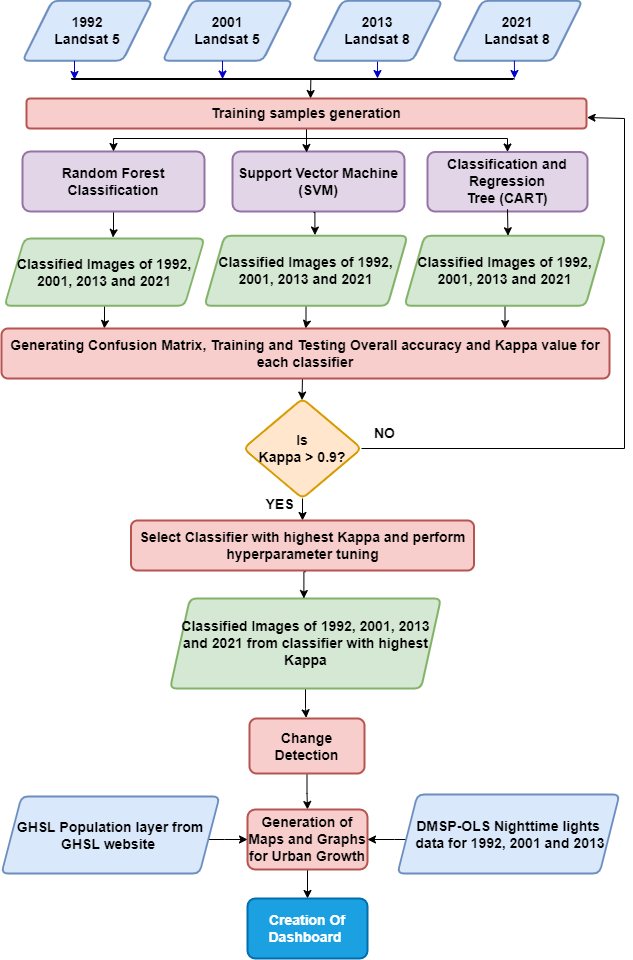 1992
Landsat 5
2001
Landsat 5
2013
Landsat 8
2021
Landsat 8
Training samples generation
Random Forest
Classification
Support Vector Machine
(SVM)
Classification and
Regression
Tree (CART)
Classified Images of 1992,
2001, 2013 and 2021
Classified Images of 1992,
2001, 2013 and 2021
Classified Images of 1992,
2001, 2013 and 2021
Generating Confusion Matrix, Training and Testing Overall accuracy and Kappa value for
each classifier
Is
Kappa > 0.9?
NO
YES
Select Classifier with highest Kappa and perform
hyperparameter tuning
Classified Images of 1992, 2001, 2013
and 2021 from classifier with highest
Kappa
Change
Detection
GHSL Population layer from
GHSL website
Generation of
Maps and Graphs
for Urban Growth
DMSP-OLS Nighttime lights
data for 1992, 2001 and 2013
Creation Of
Dashboard